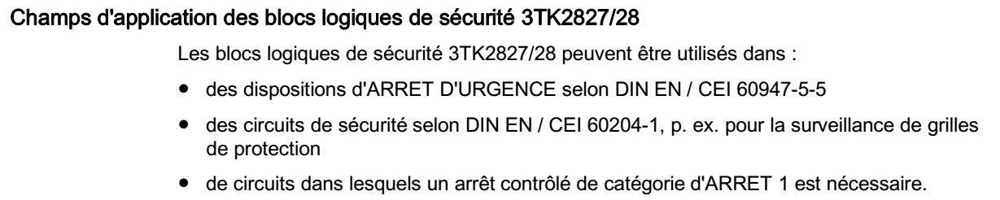 Champs d'application des blocs logiques de sécurité 3TK2827/28
Les blocs logiques de sécurité 3TK2827/28 peuvent être utilisés dans :
● des dispositions d'ARRET D'URGENCE selon DIN EN / CEI 60947-5-5
● des circuits de sécurité selon DIN EN / CEI 60204-1, p. ex. pour la surveillance de grilles
de protection
● de circuits dans lesquels un arrêt contrôlé de catégorie d'ARRET 1 est nécessaire.